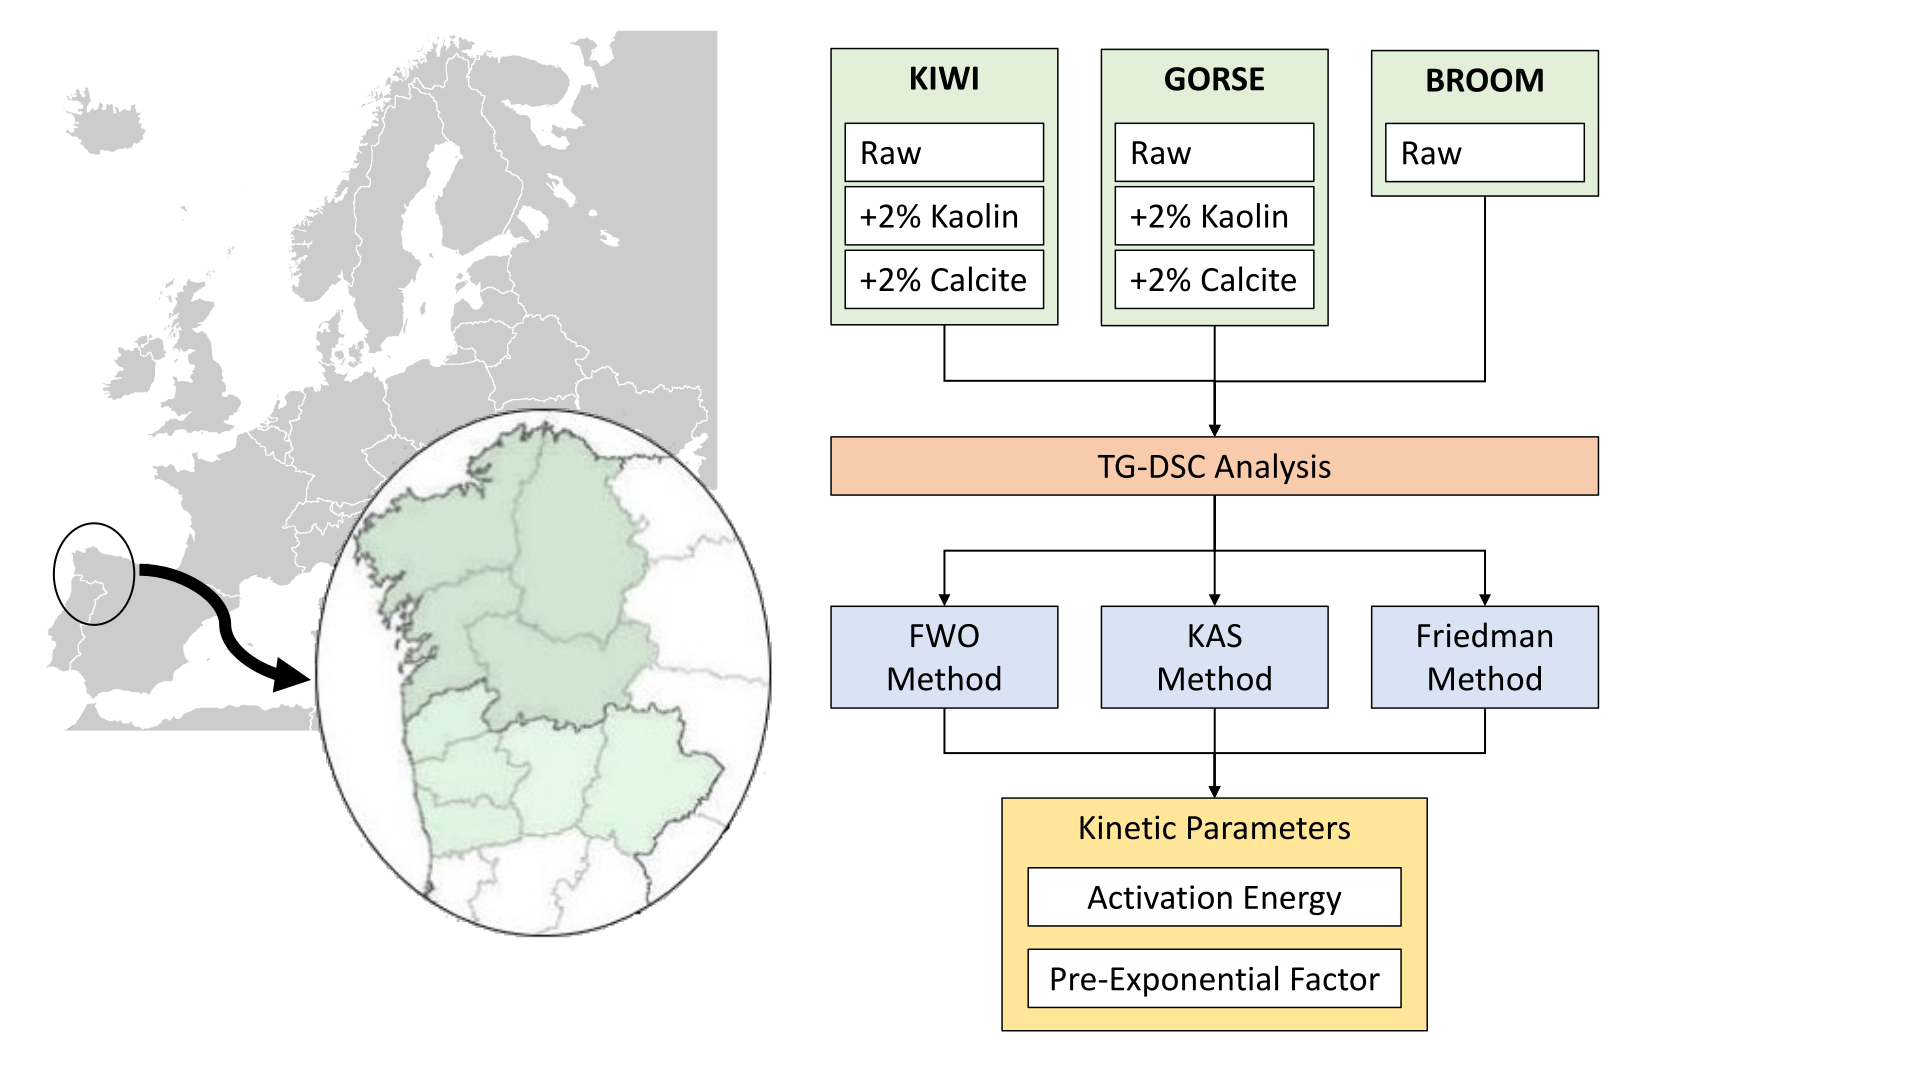 KIWI
Raw
+2% Kaolin
+2% Calcite
GORSE
Raw
+2% Kaolin
+2% Calcite
BROOM
Raw
TG-DSC Analysis
FWO
Method
KAS
Method
Friedman
Method
Kinetic Parameters
Activation Energy
Pre-Exponential Factor